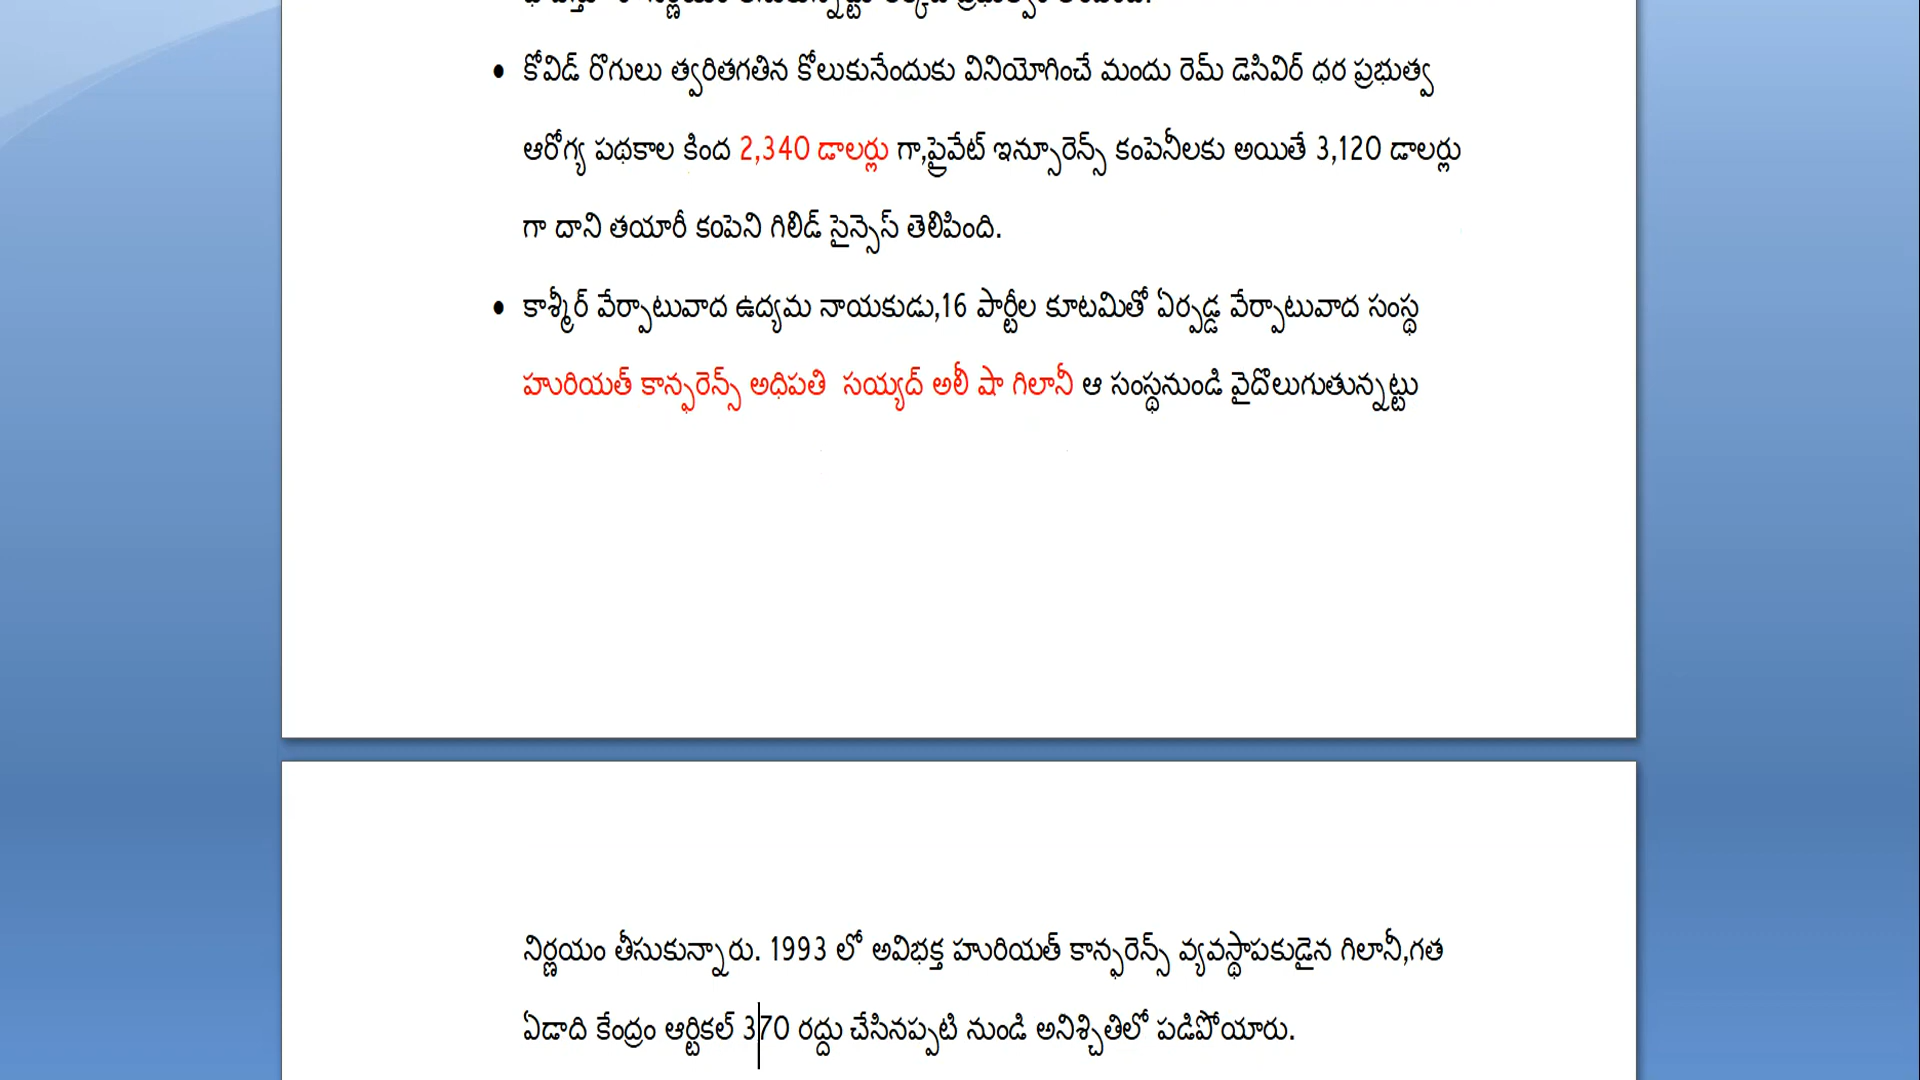 కోవిడ్ రొగులు త్వరితగతిన కోలుకునేందుకు వినియోగించే మందు రెమ్ డెసివిర్ ధర ప్రభుత్వ
ఆరోగ్య పథకాల కింద 2,340 డాలర్లు గా,ప్రైవేట్ ఇన్సూరెన్స్ కంపెనీలకు అయితే 3,120 డాలర్లు
గా దాని తయారీ కంపెని గిలిడ్ సైన్సెస్ తెలిపింది.
కాశ్మీర్ వేర్పాటువాద ఉద్యమ నాయకుడు,16 పార్టీల కూటమితో ఏర్పడ్డ వేర్పాటువాద సంస్థ
హురియత్ కాన్ఫరెన్స్ అధిపతి సయ్యద్ అలీ షా గిలానీ ఆ సంస్థనుండి వైదొలుగుతున్నట్టు
నిర్ణయం తీసుకున్నారు. 1993 లో అవిభక్త హురియత్ కాన్ఫరెన్స్ వ్యవస్థాపకుడైన గిలానీ,గత
ఏడాది కేంద్రం ఆర్టికల్ 370 రద్దు చేసినప్పటి నుండి అనిశ్చితిలో పడిపోయారు.